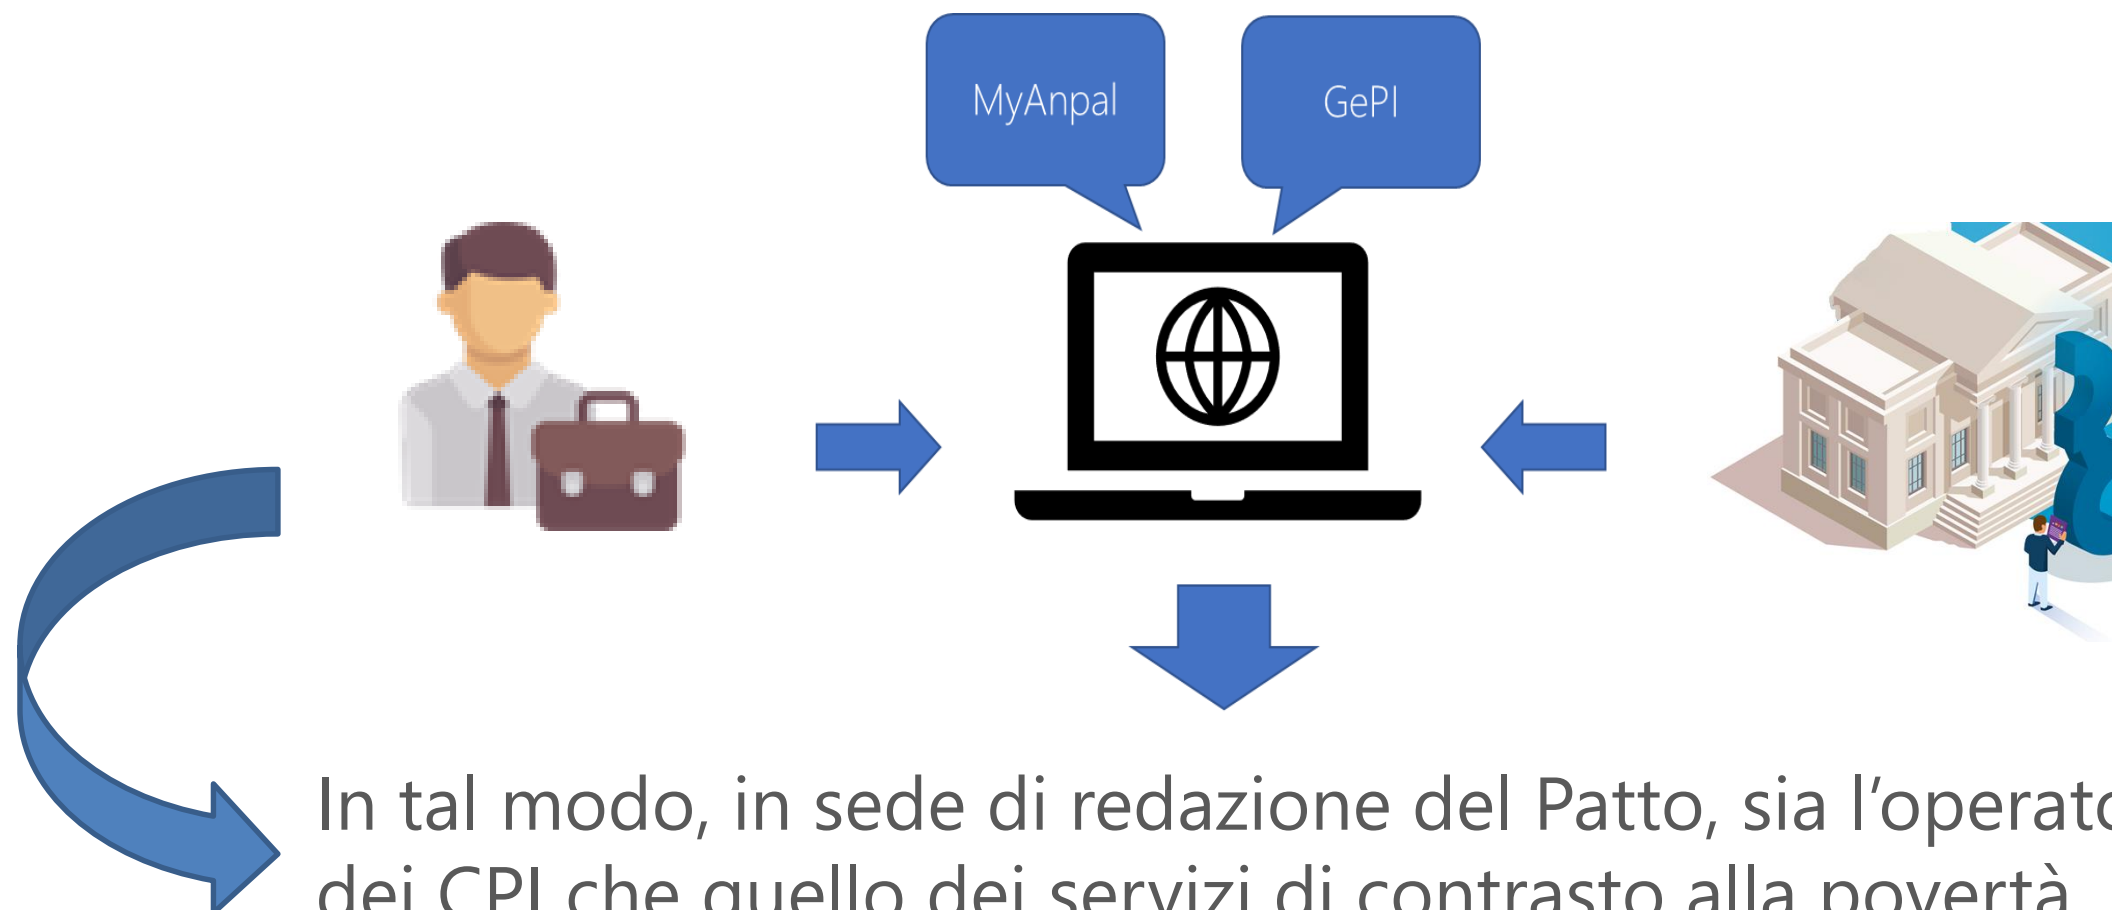 MyAnpal
GePI
In tal modo, in sede di redazione del Patto, sia l’operato
dei CPI che quello dei servizi di contrasto alla povertà